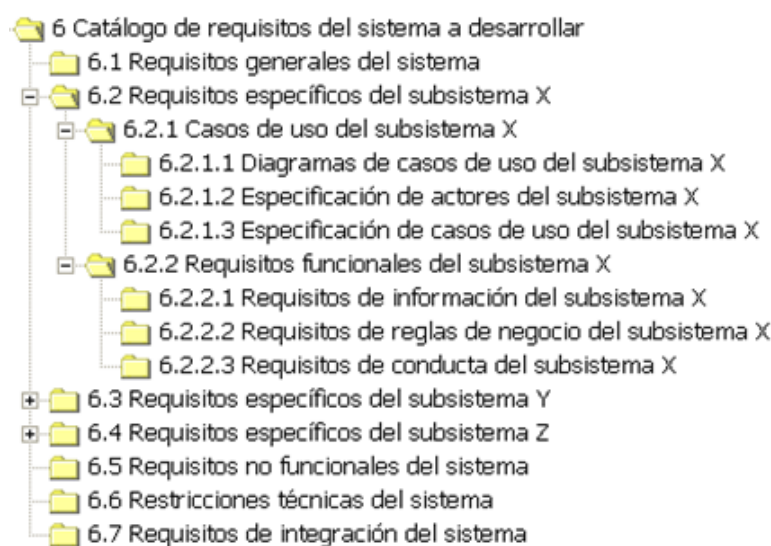 6 Catálogo de requisitos del sistema a desarrollar
6.1 Requisitos generales del sistema
6.2 Requisitos específicos del subsistema X
6.2.1 Casos de uso del subsistema X
6.2.1.1 Diagramas de casos de uso del subsistema X
6.2.1.2 Especificación de actores del subsistema X
6.2.1.3 Especificación de casos de uso del subsistema X
6.2.2 Requisitos funcionales del subsistema X
6.2.2.1 Requisitos de información del subsistema X
6.2.2.2 Requisitos de reglas de negocio del subsistema X
6.2.2.3 Requisitos de conducta del subsistema X
6.3 Requisitos específicos del subsistema Y
6.4 Requisitos específicos del subsistema Z
6.5 Requisitos no funcionales del sistema
6.6 Restricciones técnicas del sistema
6.7 Requisitos de integración del sistema